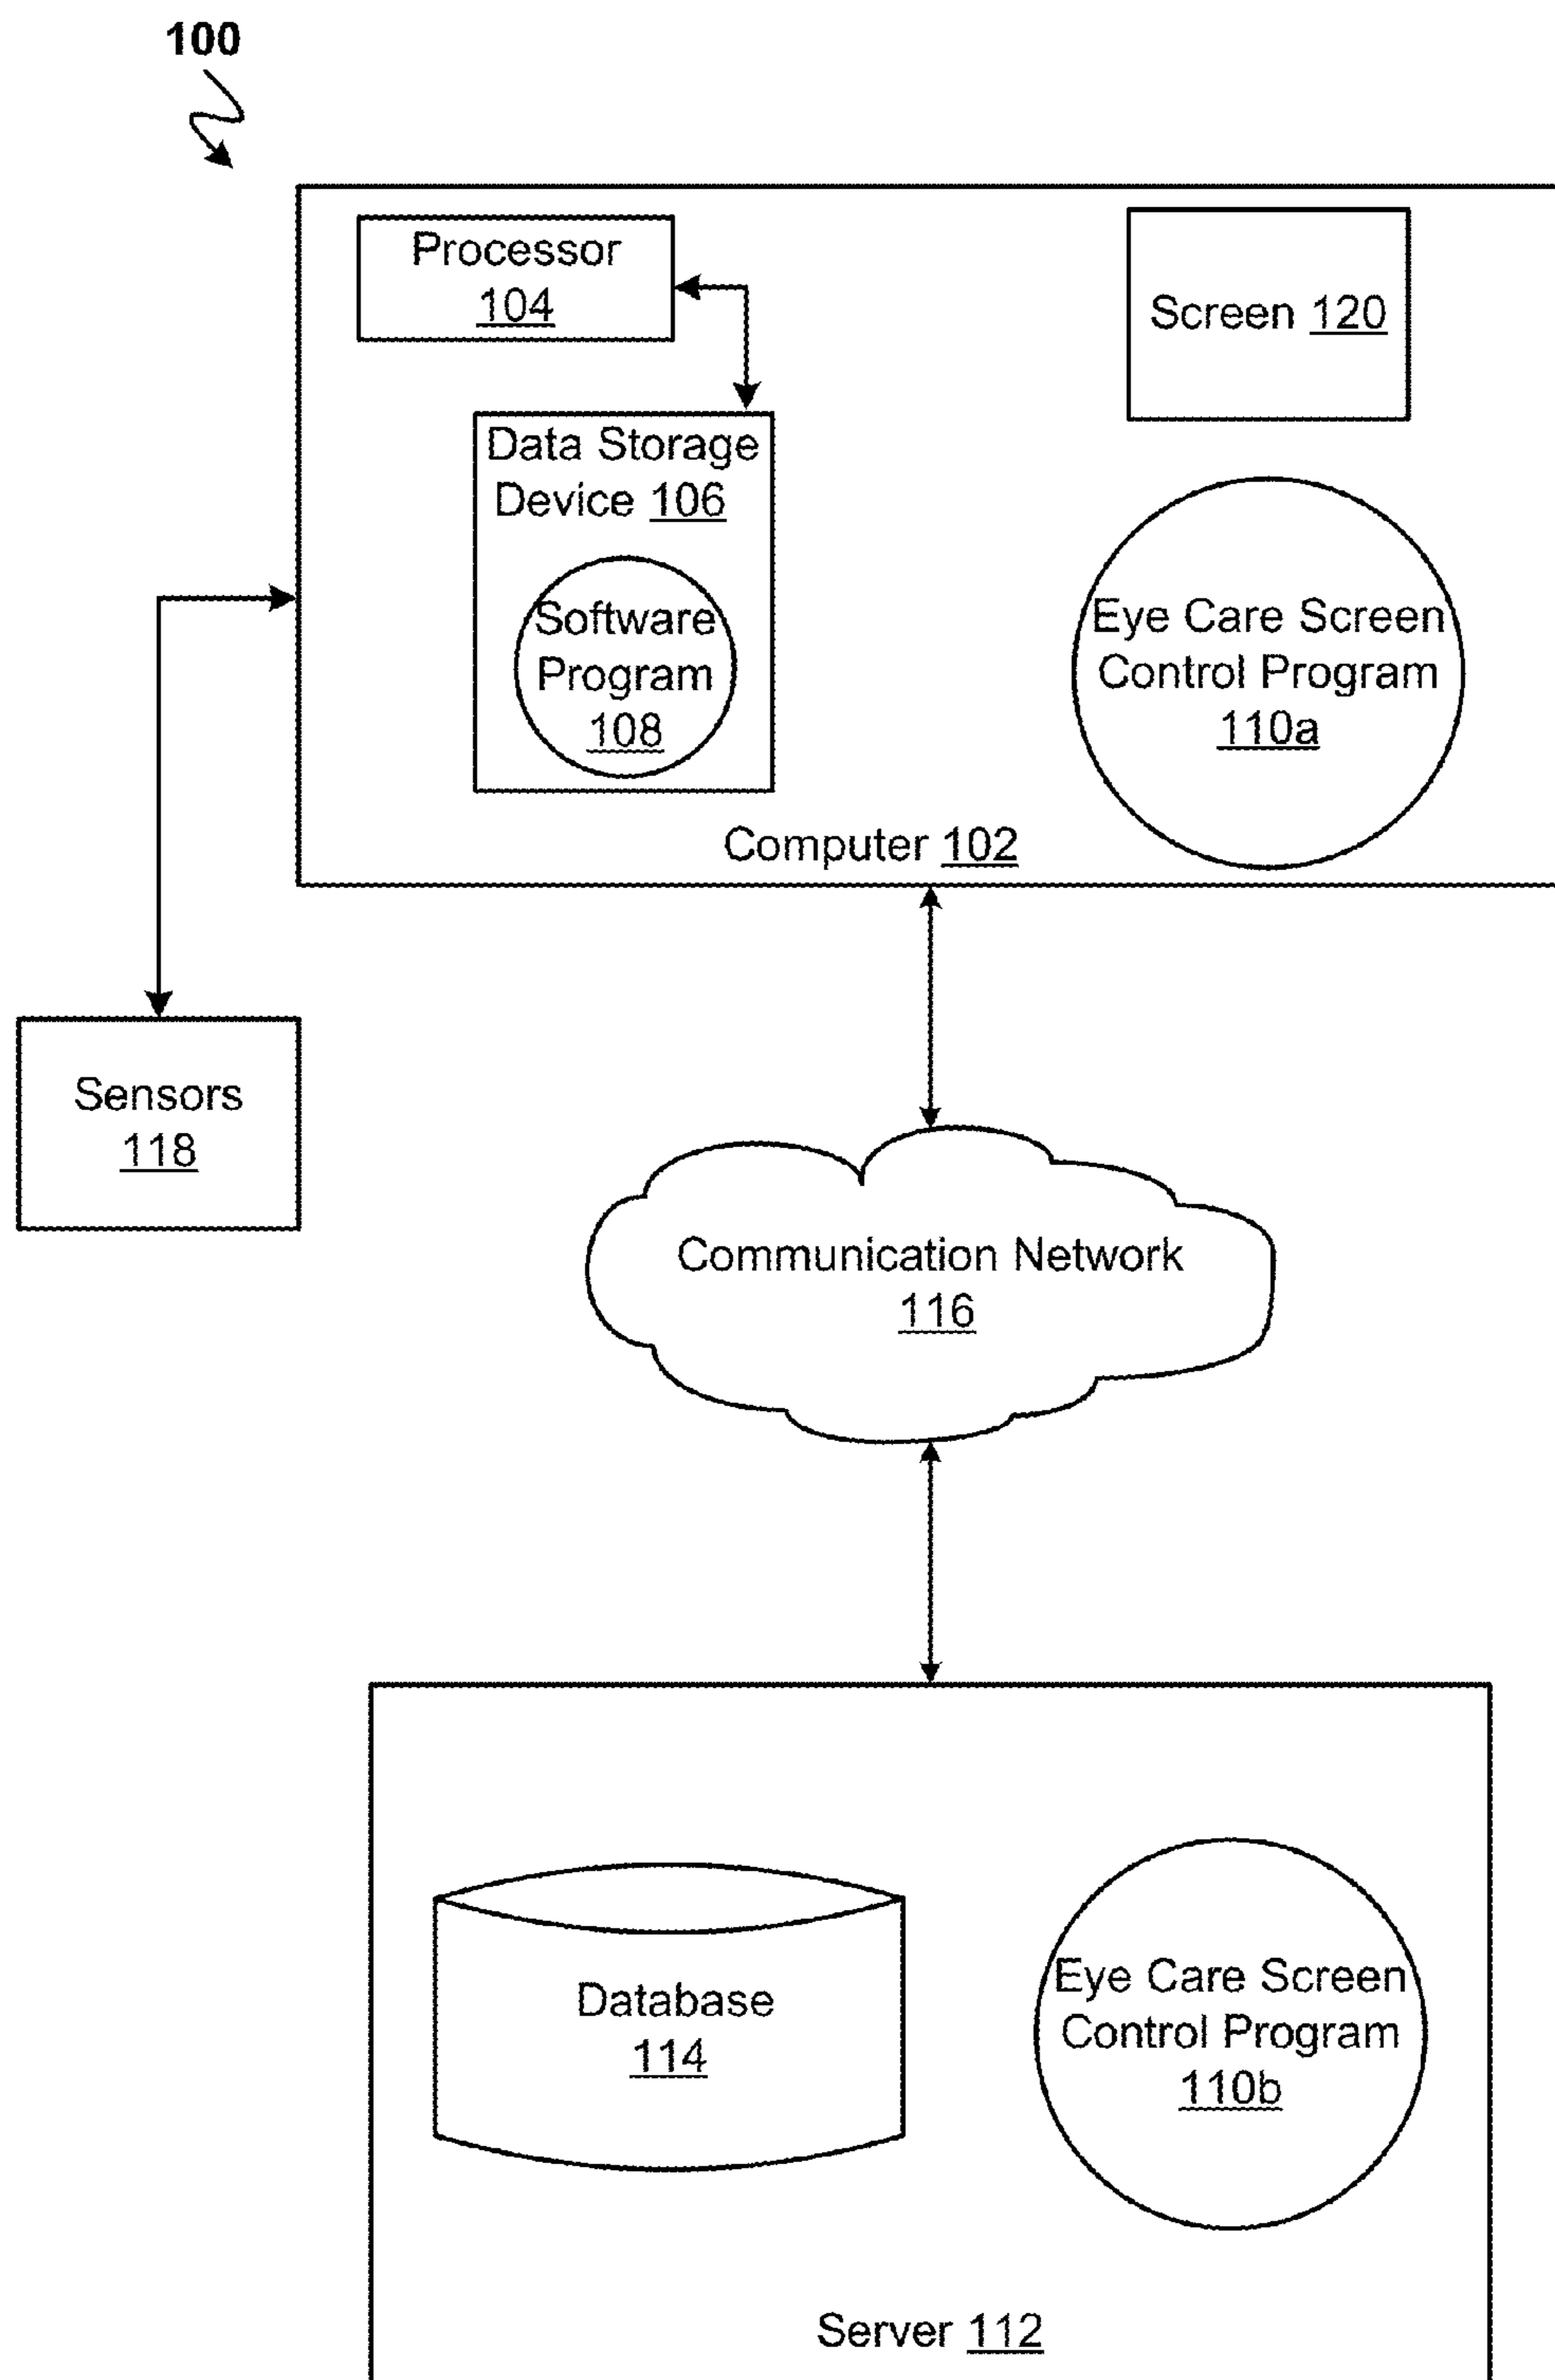 100
Processor
104
Screen 120
Data Storage
Device 106
Software
Program
108
Eye Care Screen
Control Program
110a
Computer 102
Sensors
118
Communication Network
116
Database
114
Eye Care Screen
Control Program
110b
Server 112